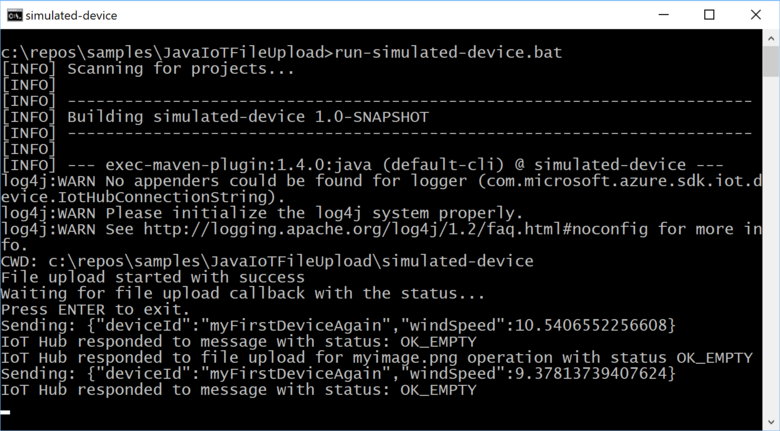 simulated-device
c:\repos\samples\JavaIoTFileUpload>run-simulated-device.bat
[INFO] Scanning for projects...
[INFO]
[INFO] ------------------------------------------------------------------------
[INFO] Building simulated-device 1.0-SNAPSHOT
[INFO] ------------------------------------------------------------------------
[INFO]
[INFO] --- exec-maven-plugin:1.4.0:java (default-cli) @ simulated-device ---
log4j:WARN No appenders could be found for logger (com.microsoft.azure.sdk.iot.d
evice.IotHubConnectionString).
log4j:WARN Please initialize the log4j system properly.
log4j:WARN See http://logging.apache.org/log4j/1.2/faq.html#noconfig for more in
fo.
CWD: c:\repos\samples\JavaIoTFileUpload\simulated-device
File upload started with success
Waiting for file upload callback with the status...
Press ENTER to exit.
Sending: {"deviceId":"myFirstDeviceAgain","windSpeed":10.5406552256608}
IoT Hub responded to message with status: OK_EMPTY
IoT Hub responded to file upload for myimage.png operation with status OK_EMPTY
Sending: {"deviceId":"myFirstDeviceAgain","windSpeed":9.37813739407624}
IoT Hub responded to message with status: OK_EMPTY